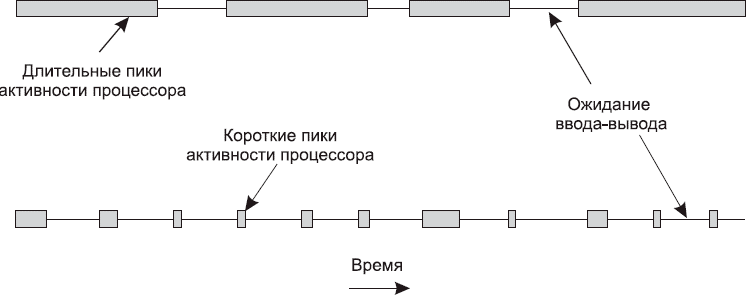 Длительные пики
активности процессора
Ожидание
ввода-вывода
Короткие пики
активности процессора
Время